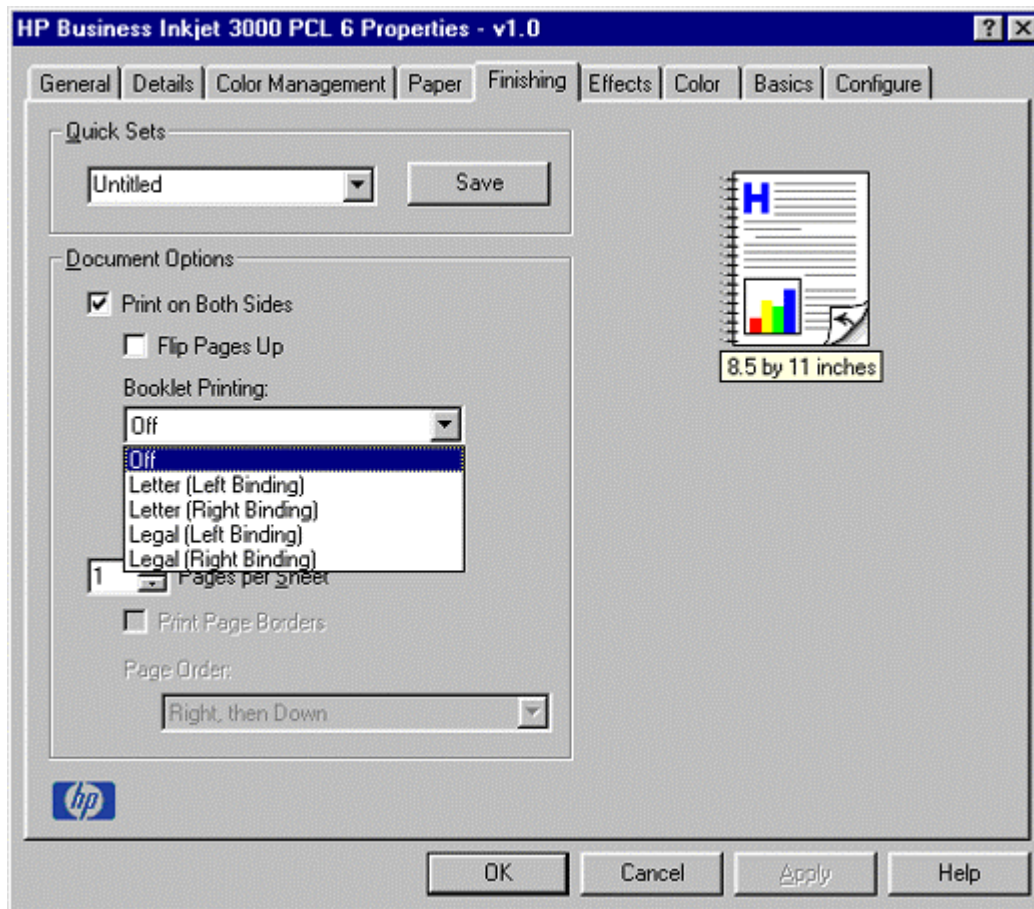 HP Business Inkjet 3000 PCL 6 Properties - v1.0
General Details Color Management Paper Finishing Effects Color Basics Configure
Quick Sets
Untitled Save
H
8.5 by 11 inches
Document Options
Print on Both Sides
Flip Pages Up
Booklet Printing:
Off
Off
Letter (Left Binding)
Letter (Right Binding)
Legal (Left Binding)
Legal (Right Binding)
1 Pages per Sheet
Print Page Borders
Page Order:
Right, then Down
hp
OK Cancel Apply Help